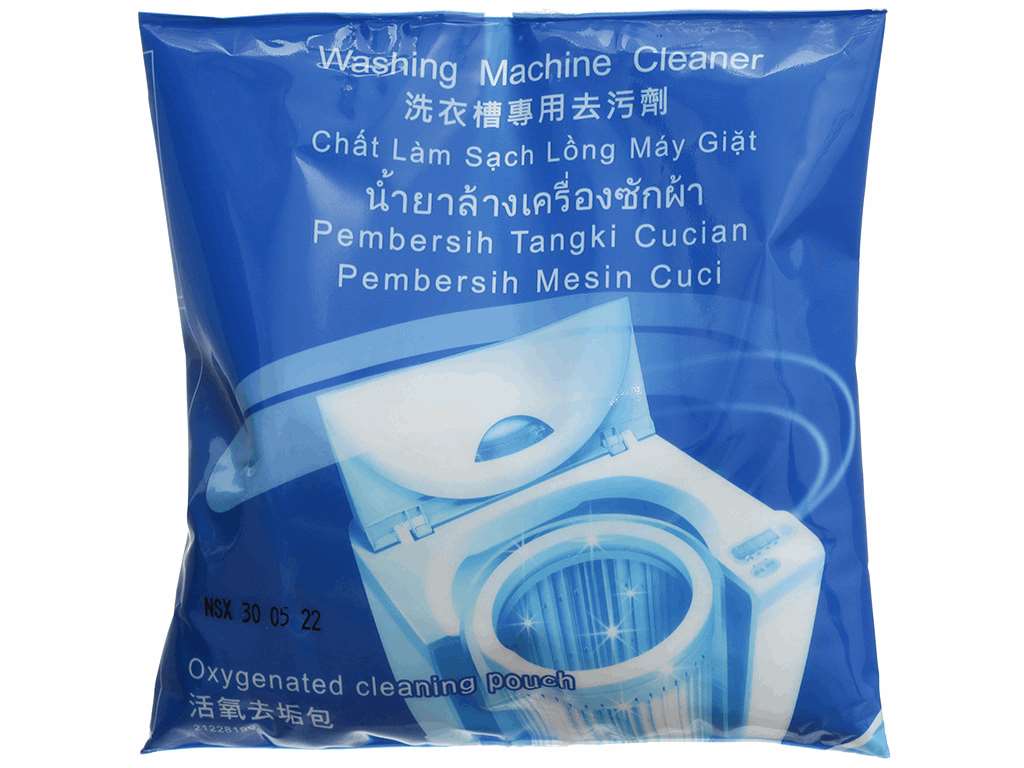 Washing Machine Cleaner
洗衣槽專用去污劑
Chất Làm Sạch Lồng Máy Giặt
น้ำยาล้างเครื่องซักผ้า
Pembersih Tangki Cucian
Pembersih Mesin Cuci
NSX 30 05 22
Oxygenated cleaning pouch
活氧去垢包